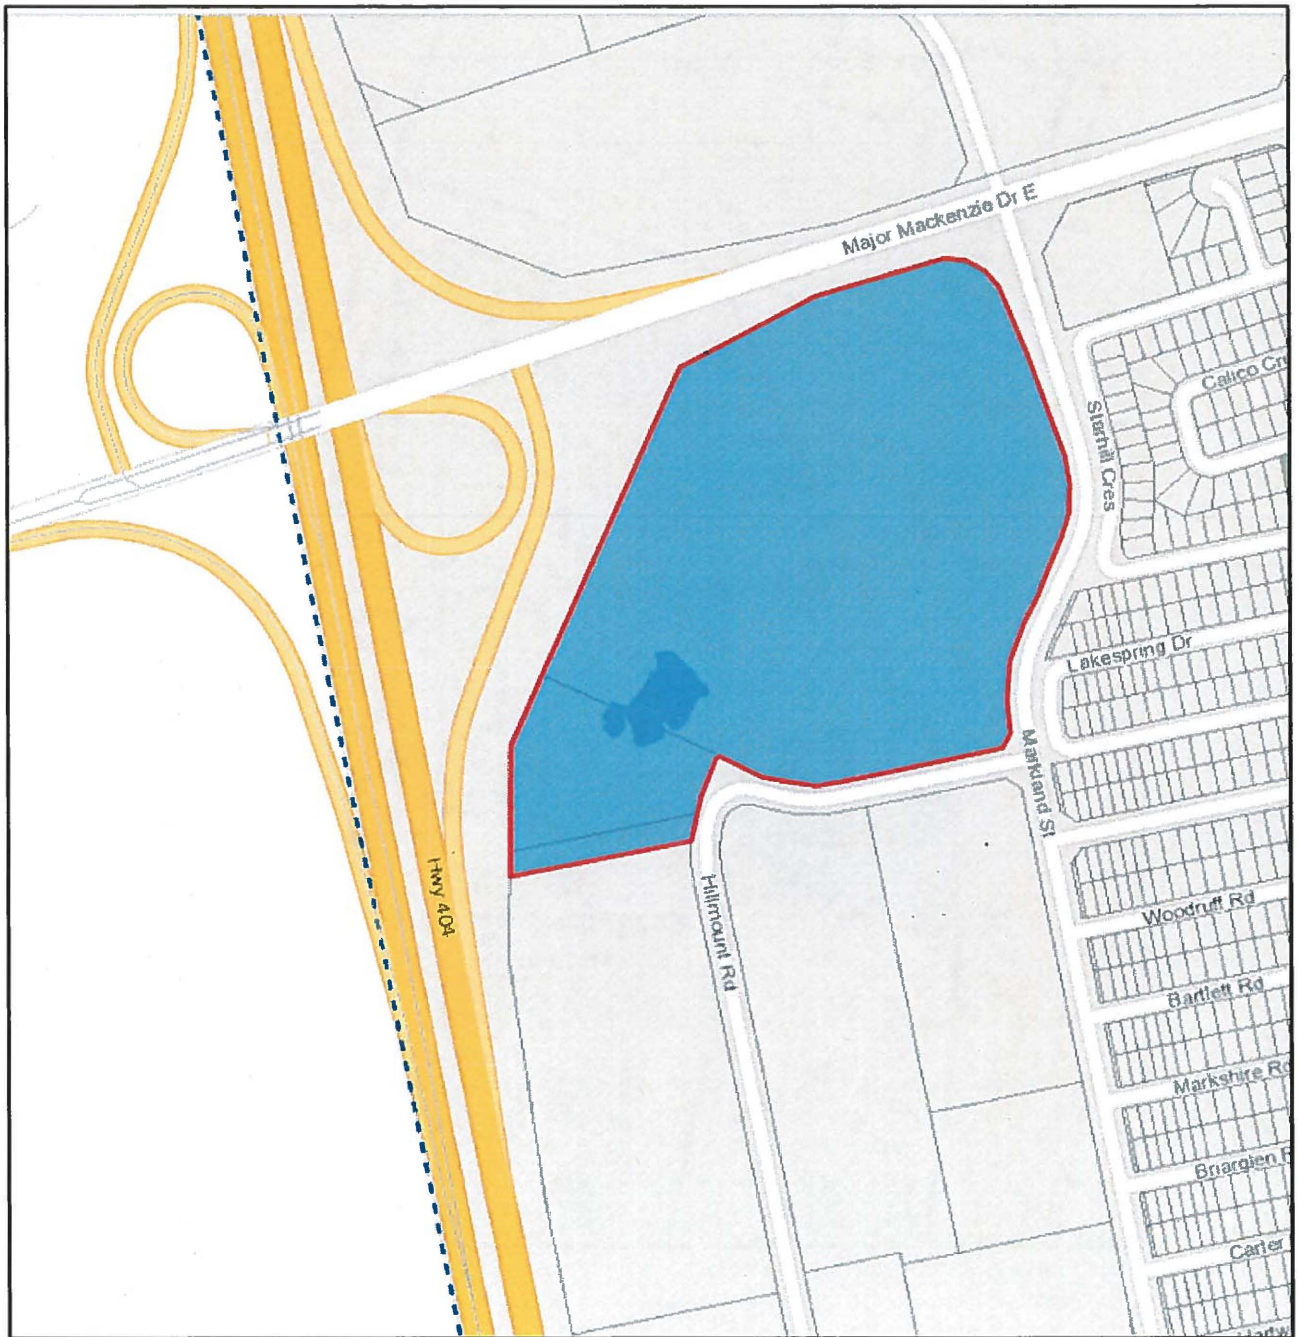 Major Mackenzie Dr E
Calico Cr
Starhill Cres
Lakespring Dr
Markland St
Hwy 404
Hillmount Rd
Woodruff Rd
Bartlett Rd
Markshire Rd
Briarglen R
Carter